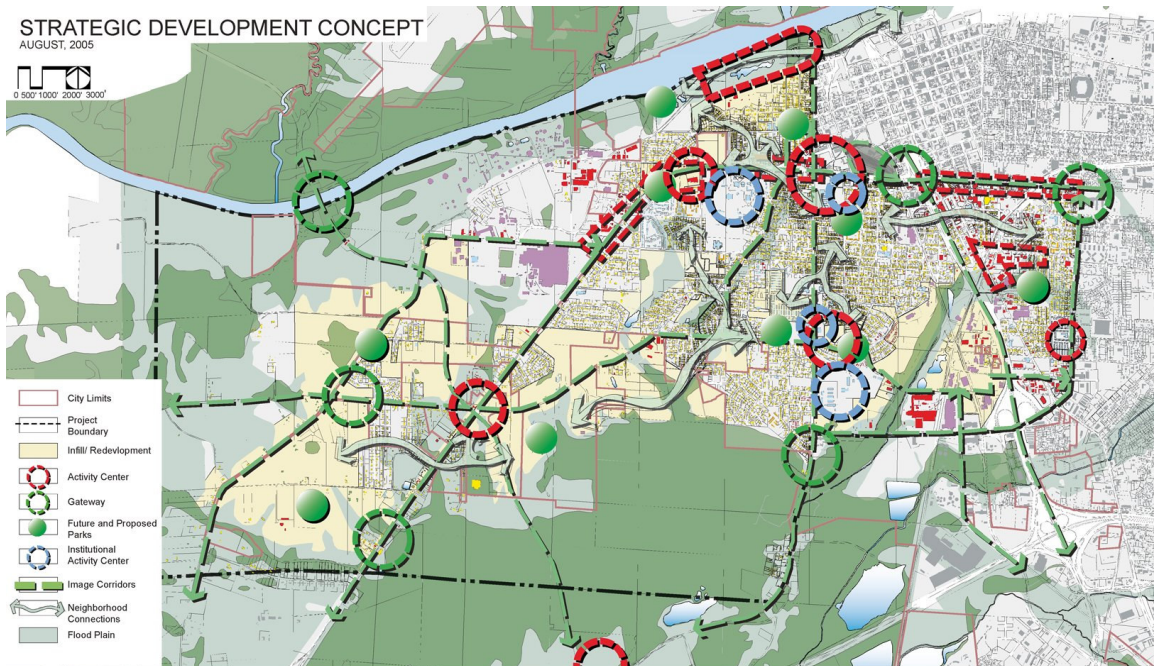 STRATEGIC DEVELOPMENT CONCEPT
AUGUST, 2005
0 500' 1000' 2000' 3000'
City Limits
Project
Boundary
Infill/ Redevlopment
Activity Center
Gateway
Future and Proposed
Parks
Institutional
Activity Center
Image Corridors
Neighborhood
Connections
Flood Plain